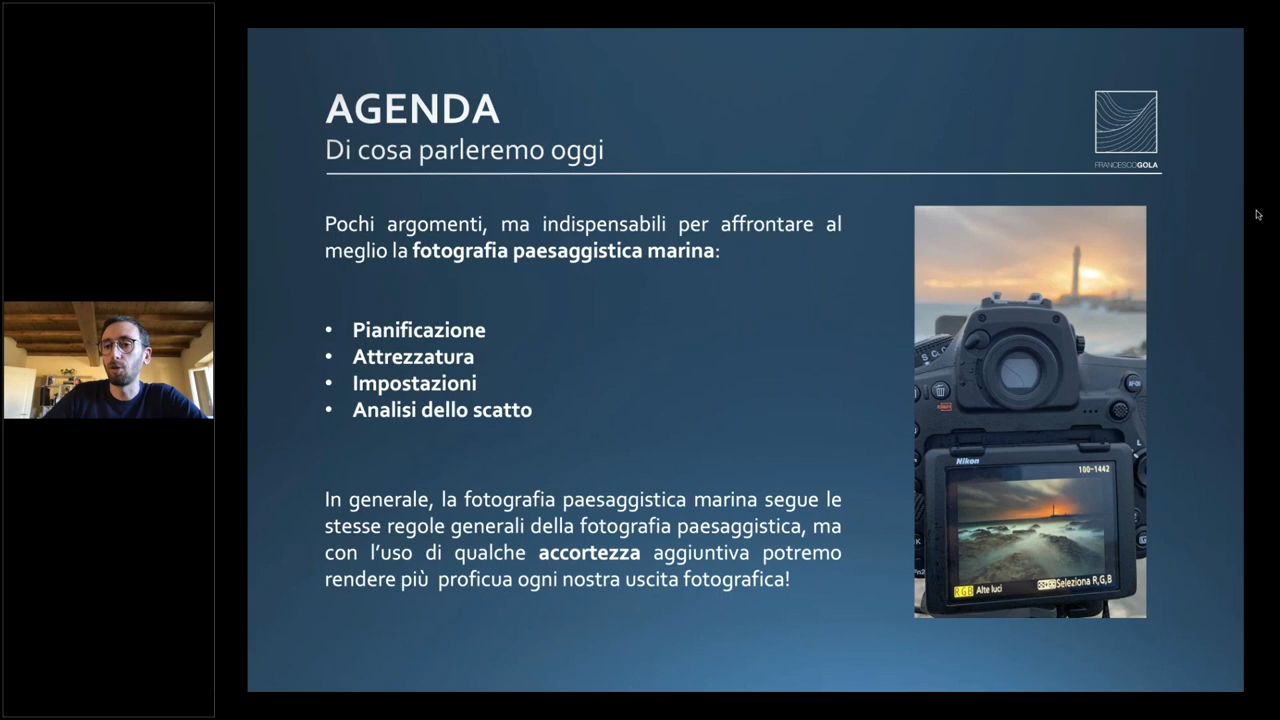 AGENDA
Di cosa parleremo oggi
FRANCESCOGOLA
Pochi argomenti, ma indispensabili per affrontare al
meglio la fotografia paesaggistica marina:
• Pianificazione
• Attrezzatura
• Impostazioni
• Analisi dello scatto
In generale, la fotografia paesaggistica marina segue le
stesse regole generali della fotografia paesaggistica, ma
con l'uso di qualche accortezza aggiuntiva potremo
rendere più proficua ogni nostra uscita fotografica!
S C
AF-ON
L
Nikon
100-1442
RGB Alte luci
Seleziona R,G,B